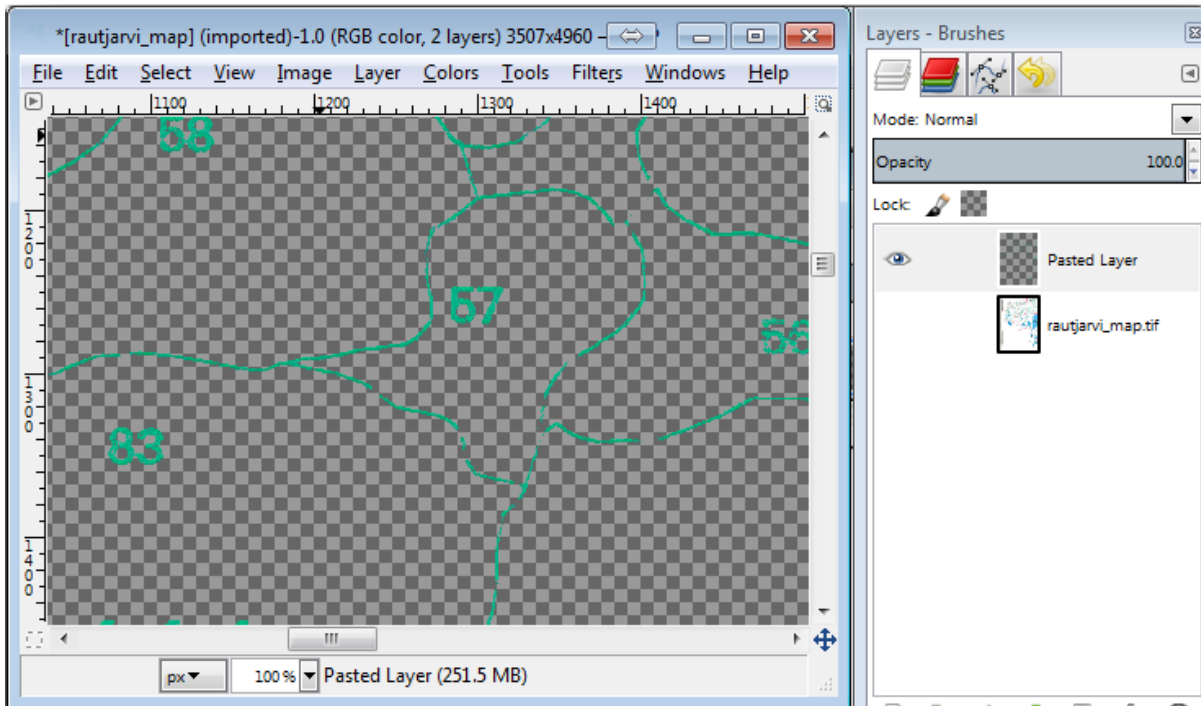 *[rautjarvi_map] (imported)-1.0 (RGB color, 2 layers) 3507x4960 –
File Edit Select View Image Layer Colors Tools Filters Windows Help
1100 1200 1300 1400
1200
1300
1400
58
57
56
83
px 100 % Pasted Layer (251.5 MB)
Layers - Brushes
Mode: Normal
Opacity 100.0
Lock:
Pasted Layer
rautjarvi_map.tif